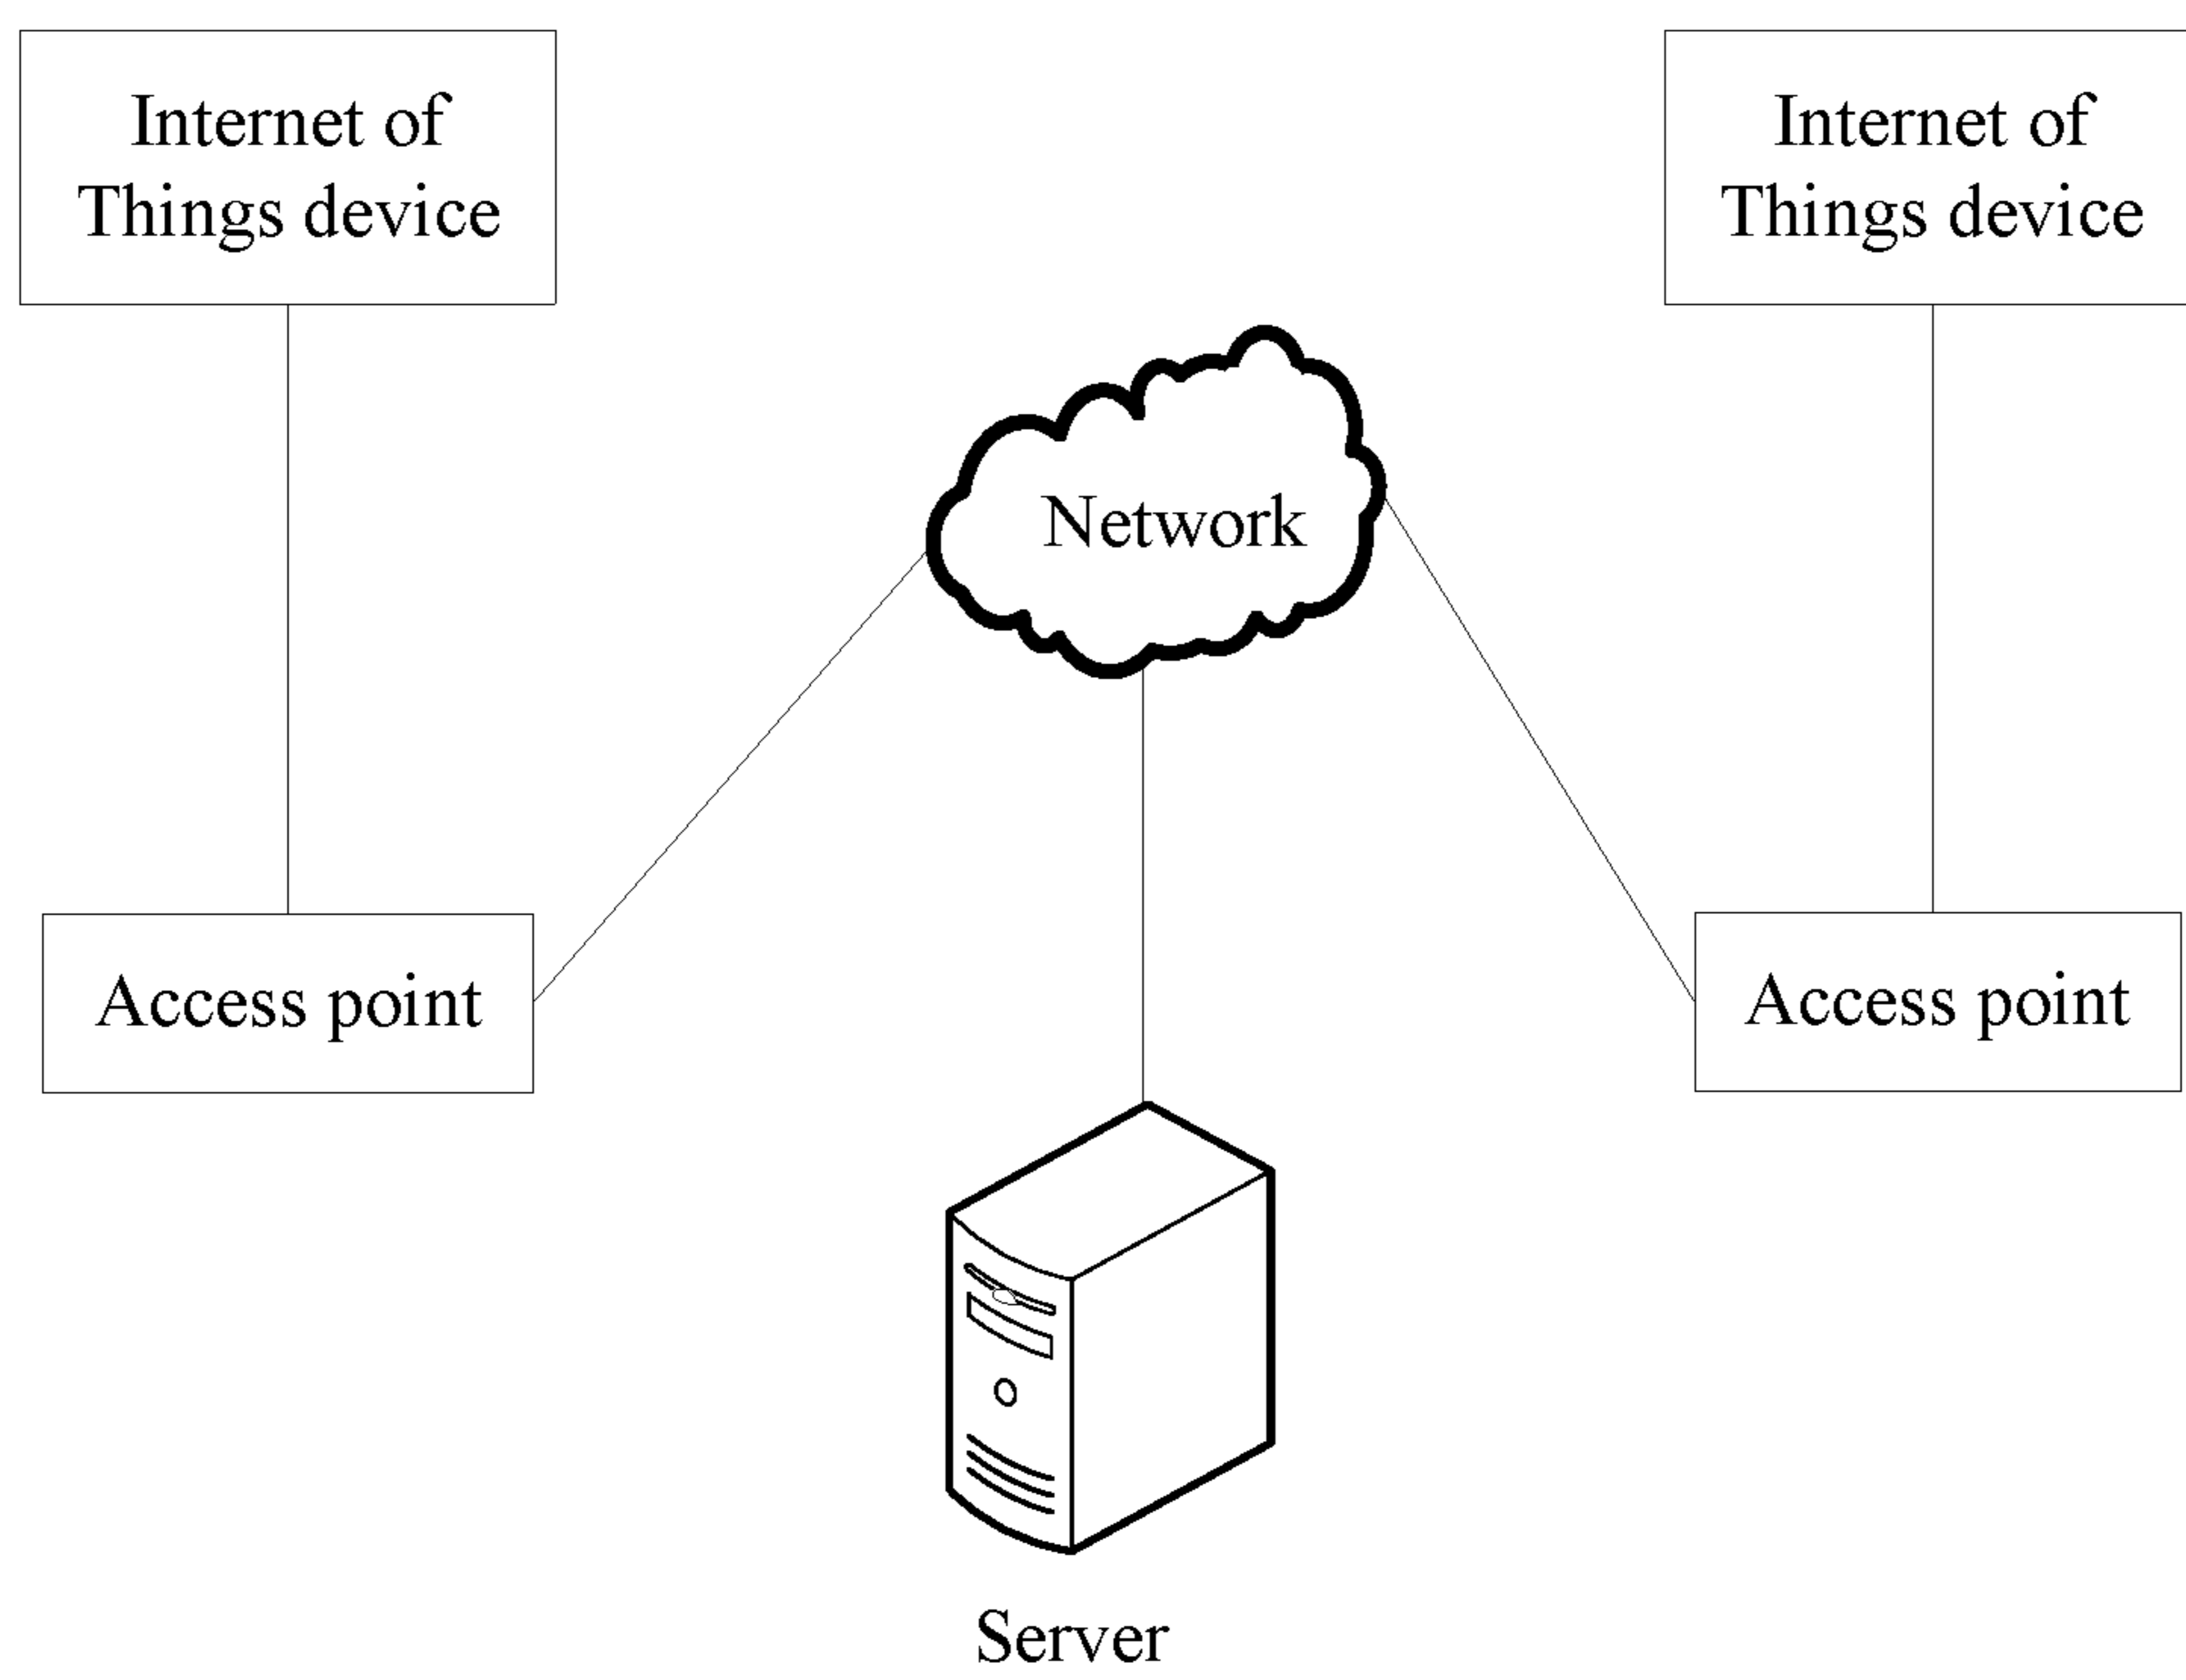 Internet of
Things device
Internet of
Things device
Network
Access point
Access point
Server